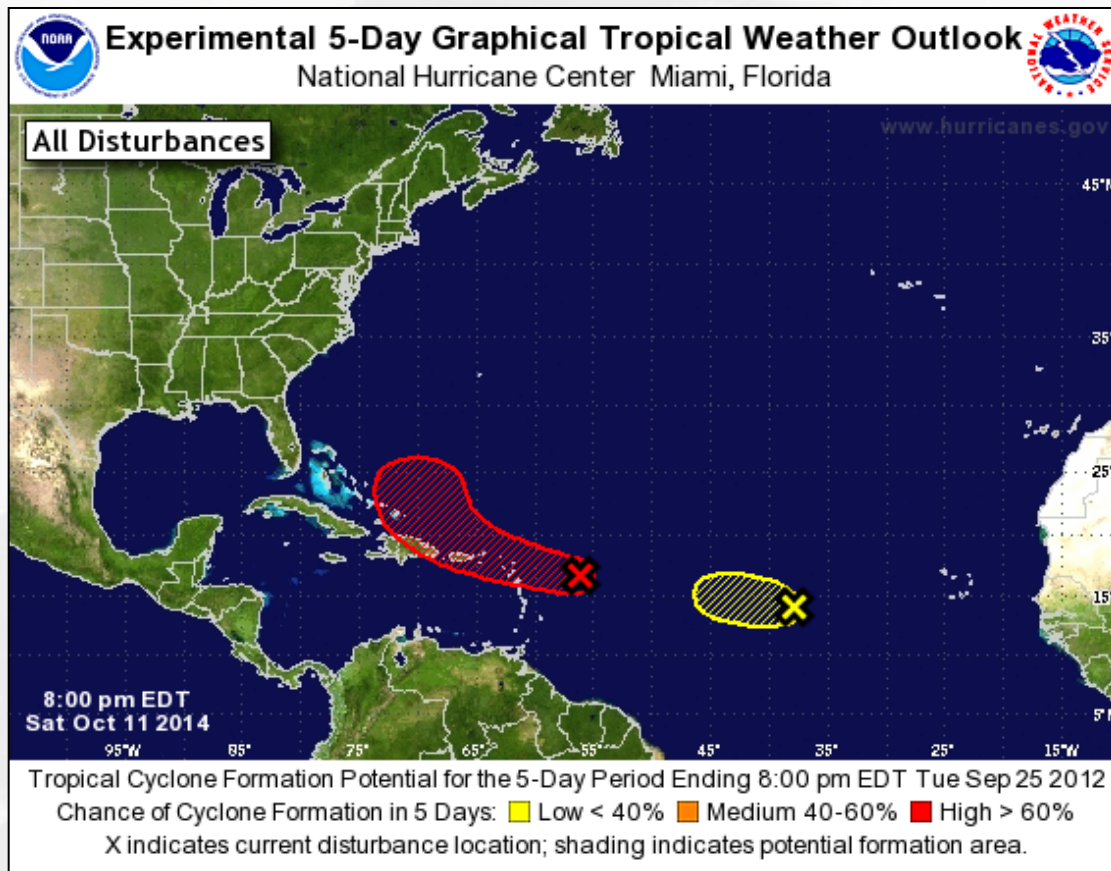 NOAA
Experimental 5-Day Graphical Tropical Weather Outlook
National Hurricane Center Miami, Florida
NATIONAL WEATHER SERVICE
All Disturbances
www.hurricanes.gov
45°N
35°
25°
15°
5°N
8:00 pm EDT
Sat Oct 11 2014
95°W 85° 75° 65° 55° 45° 35° 25° 15°W
Tropical Cyclone Formation Potential for the 5-Day Period Ending 8:00 pm EDT Tue Sep 25 2012
Chance of Cyclone Formation in 5 Days: Low < 40% Medium 40-60% High > 60%
X indicates current disturbance location; shading indicates potential formation area.